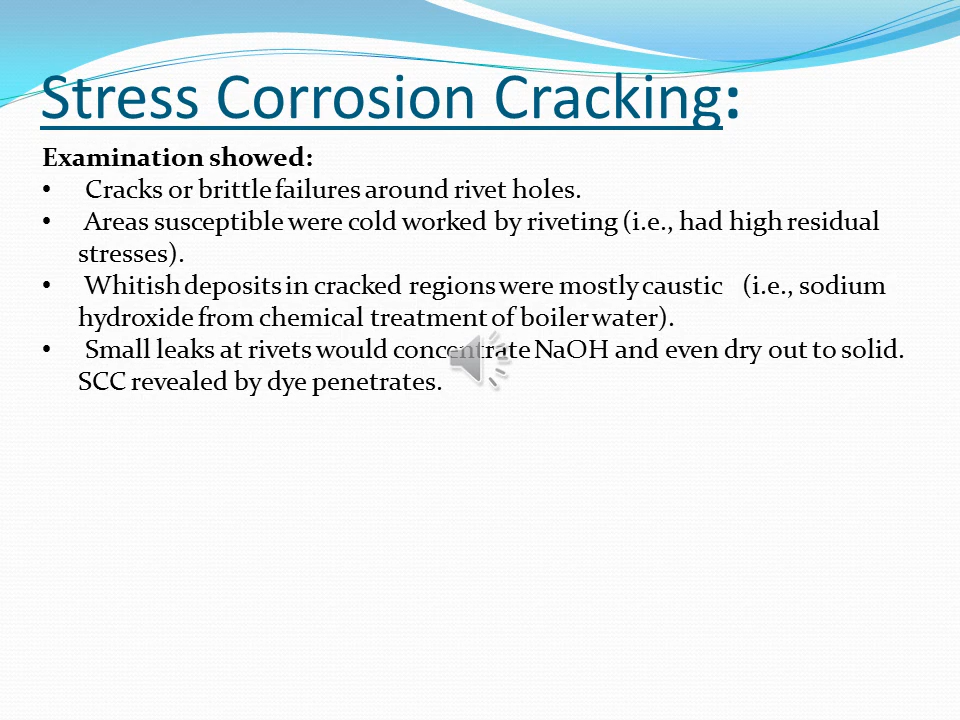 Stress Corrosion Cracking:
Examination showed:
• Cracks or brittle failures around rivet holes.
• Areas susceptible were cold worked by riveting (i.e., had high residual
stresses).
• Whitish deposits in cracked regions were mostly caustic (i.e., sodium
hydroxide from chemical treatment of boiler water).
• Small leaks at rivets would concentrate NaOH and even dry out to solid.
SCC revealed by dye penetrates.